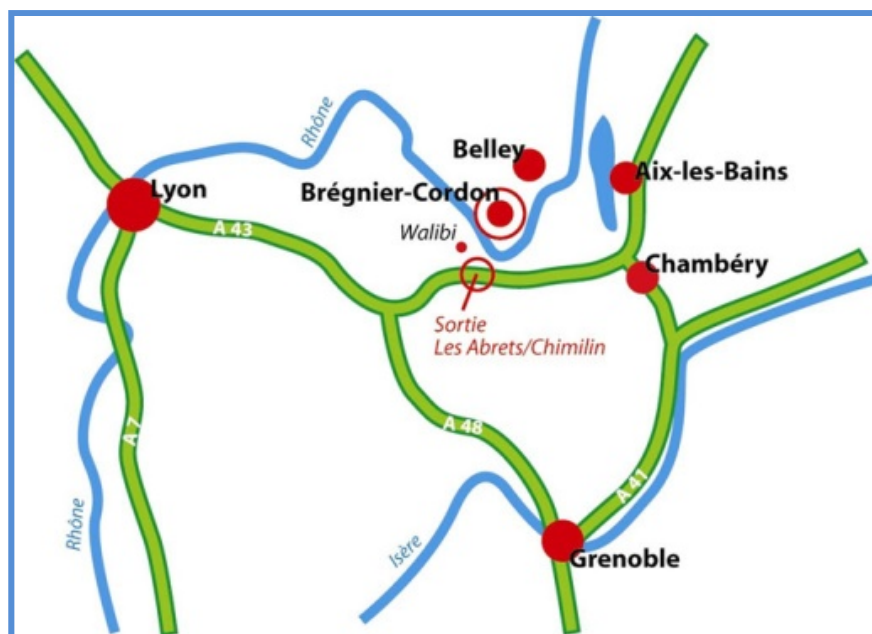 Rhône
Belley
Lyon
Aix-les-Bains
Brégnier-Cordon
A 43
Walibi
Chambéry
Sortie
Les Abrets/Chimilin
A 7
A 48
A 41
Rhône
Isère
Grenoble